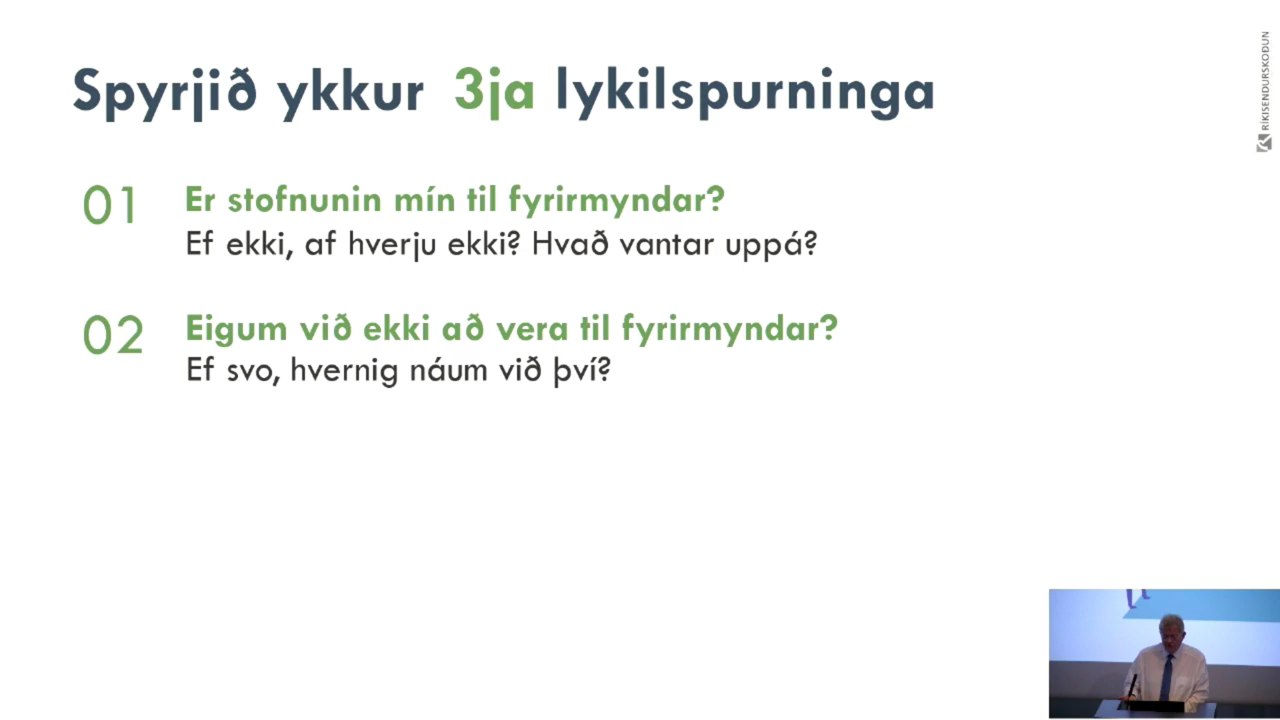 Spyrjið ykkur 3ja lykilspurninga
01 Er stofnunin mín til fyrirmyndar?
Ef ekki, af hverju ekki? Hvað vantar uppá?
02 Eigum við ekki að vera til fyrirmyndar?
Ef svo, hvernig náum við því?
RÍKISENDURSKOÐUN